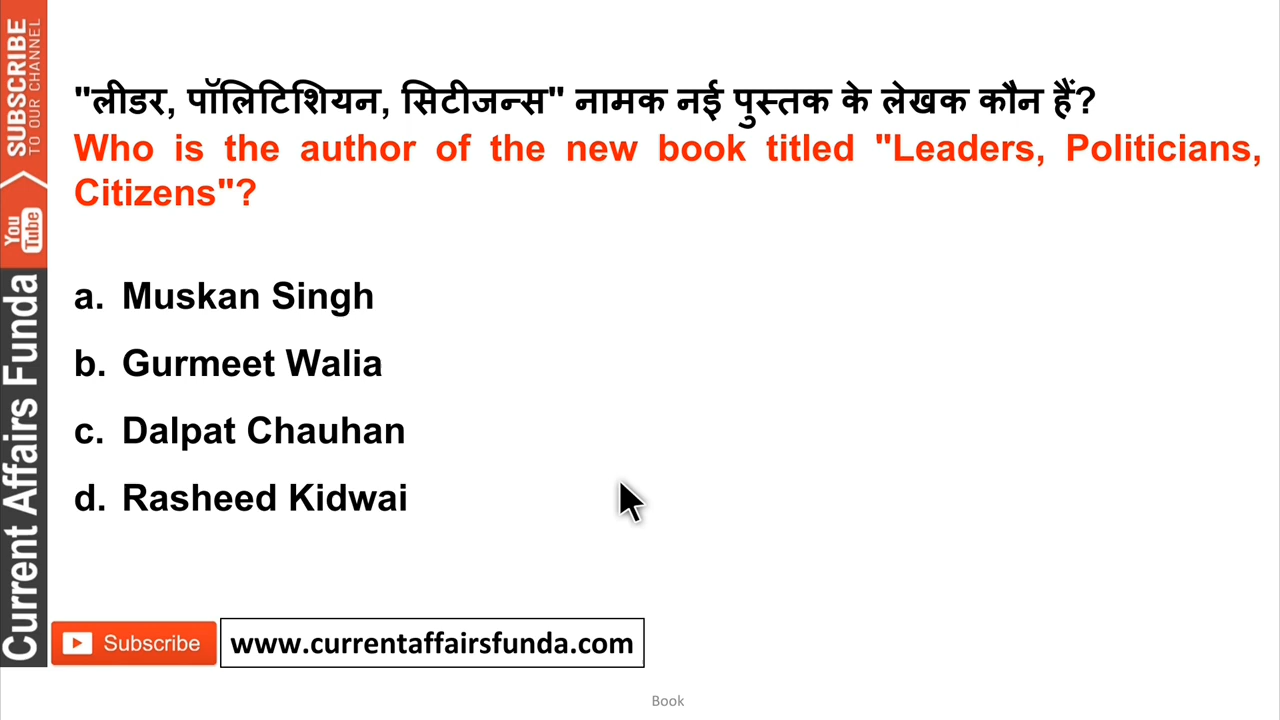 "लीडर, पॉलिटिशियन, सिटीजन्स" नामक नई पुस्तक के लेखक कौन हैं?
Who is the author of the new book titled "Leaders, Politicians,
Citizens"?
a. Muskan Singh
b. Gurmeet Walia
c. Dalpat Chauhan
d. Rasheed Kidwai
SUBSCRIBE
TO OUR CHANNEL
You
Tube
Current Affairs Funda
Subscribe
www.currentaffairsfunda.com
Book